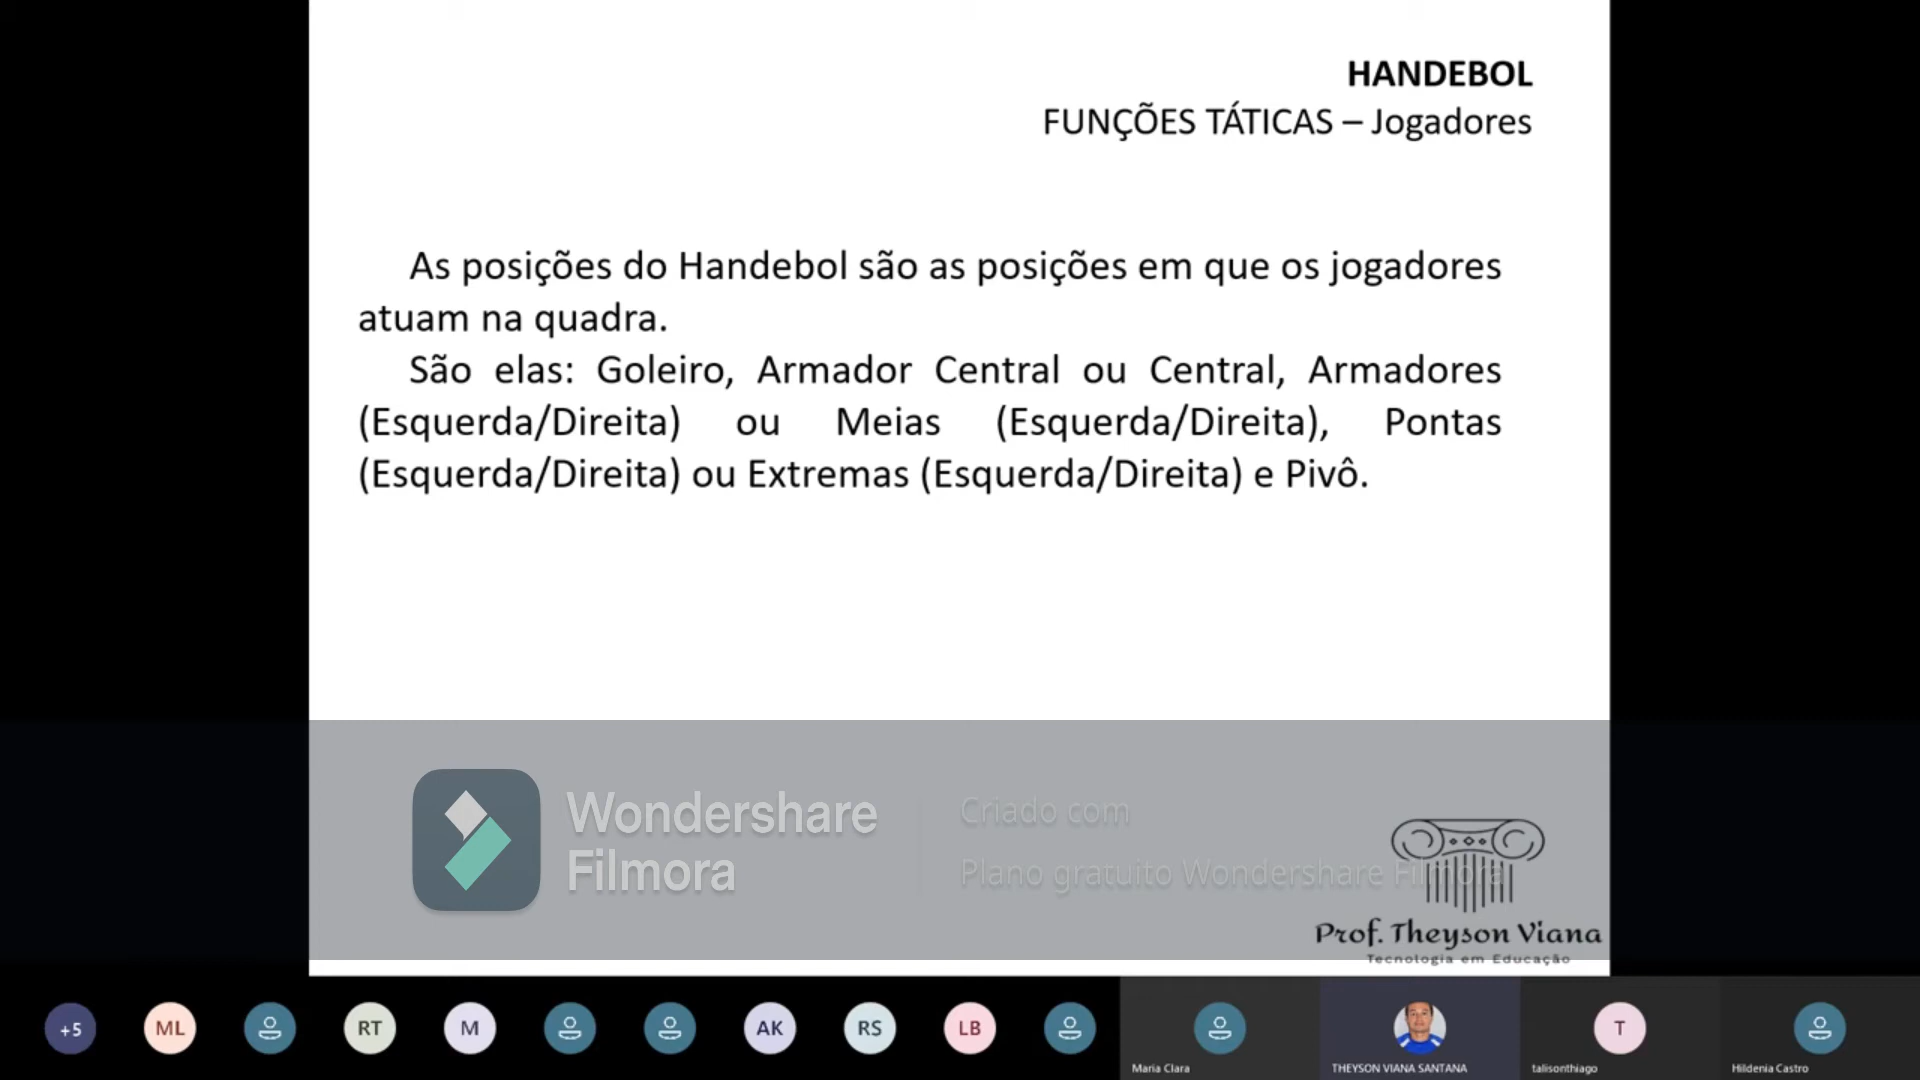 HANDEBOL
FUNÇÕES TÁTICAS – Jogadores
As posições do Handebol são as posições em que os jogadores
atuam na quadra.
São elas: Goleiro, Armador Central ou Central, Armadores
(Esquerda/Direita) ou Meias (Esquerda/Direita), Pontas
(Esquerda/Direita) ou Extremas (Esquerda/Direita) e Pivô.
Wondershare
Filmora
Criado com
Plano gratuito Wondershare Filmora
Prof. Theyson Viana
Tecnologia em Educação
+5
ML
RT
M
AK
RS
LB
T
Maria Clara
THEYSON VIANA SANTANA
talisonthiago
Hildenia Castro